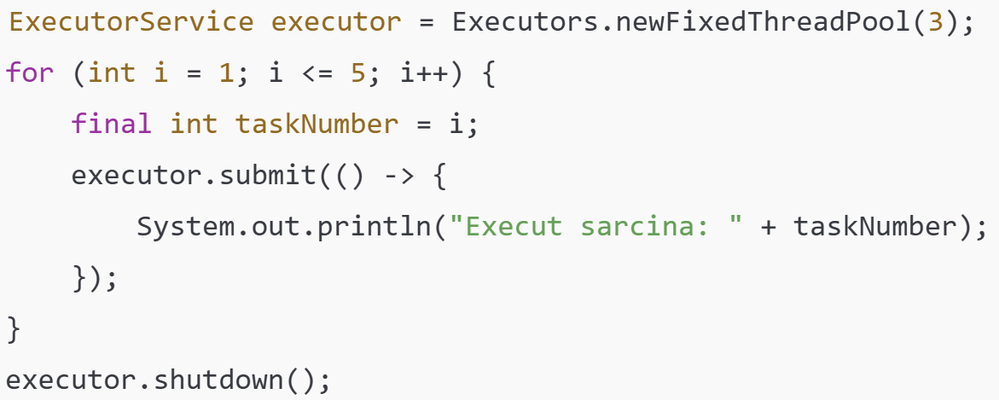 ExecutorService executor = Executors.newFixedThreadPool(3);
for (int i = 1; i <= 5; i++) {
    final int taskNumber = i;
    executor.submit(() -> {
        System.out.println("Execut sarcina: " + taskNumber);
    });
}
executor.shutdown();